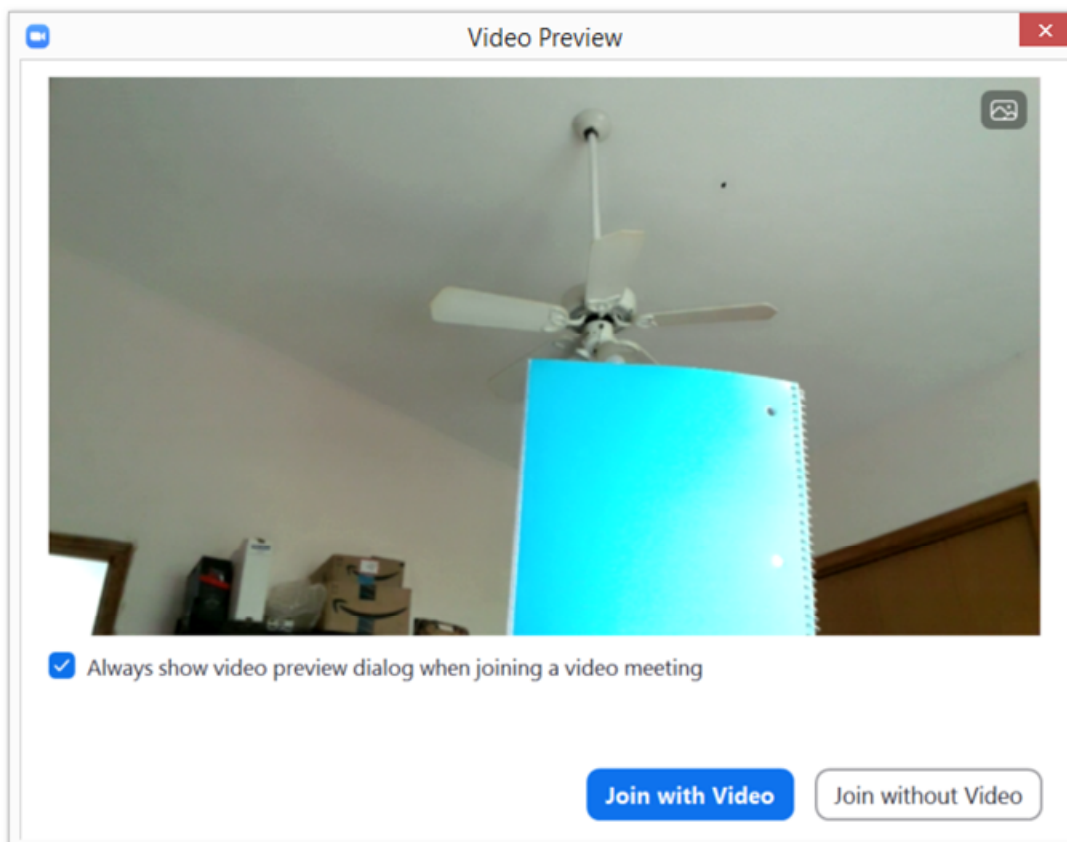 Video Preview
Always show video preview dialog when joining a video meeting
Join with Video
Join without Video